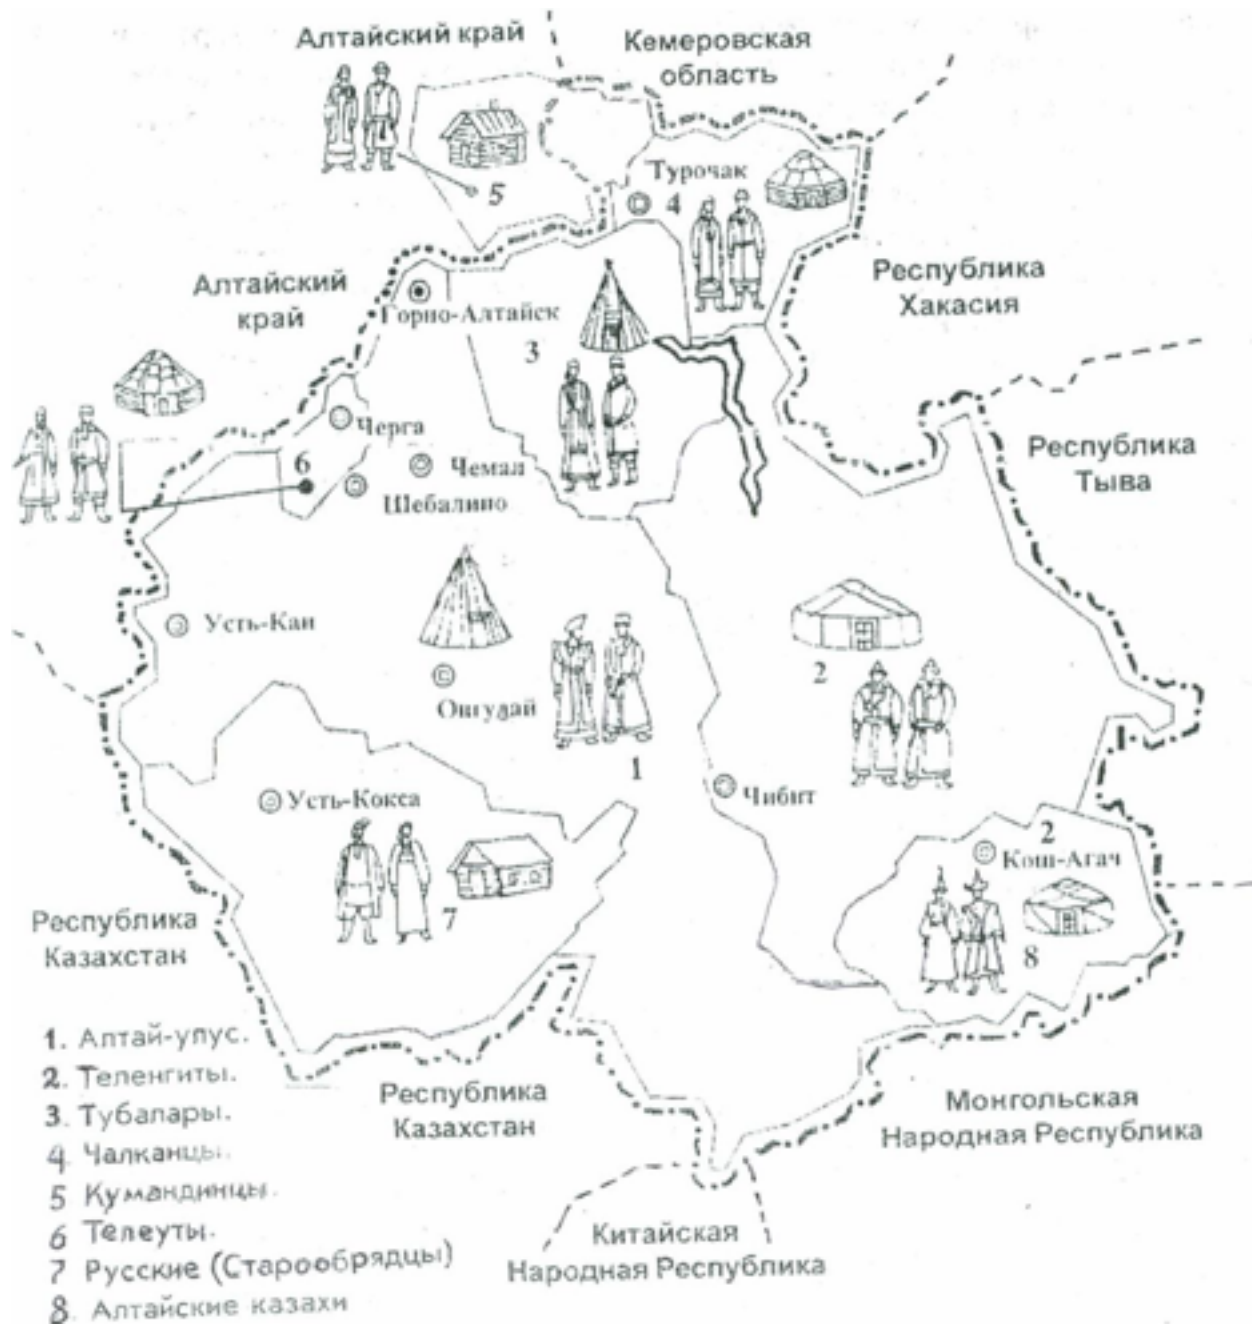 Алтайский край
Кемеровская
область
5
Турочак
4
Алтайский
край
Республика
Хакасия
Горно-Алтайск
3
Черга
Республика
Тыва
6
Чемал
Шебалино
Усть-Кан
2
Онгудай
1
Усть-Кокса
Чибит
2
Кош-Агач
7
8
Республика
Казахстан
1. Алтай-улус.
2. Теленгиты.
3. Тубалары.
4. Чалканцы.
5 Кумандинцы.
6 Телеуты.
7 Русские (Старообрядцы)
8. Алтайские казахи
Республика
Казахстан
Монгольская
Народная Республика
Китайская
Народная Республика